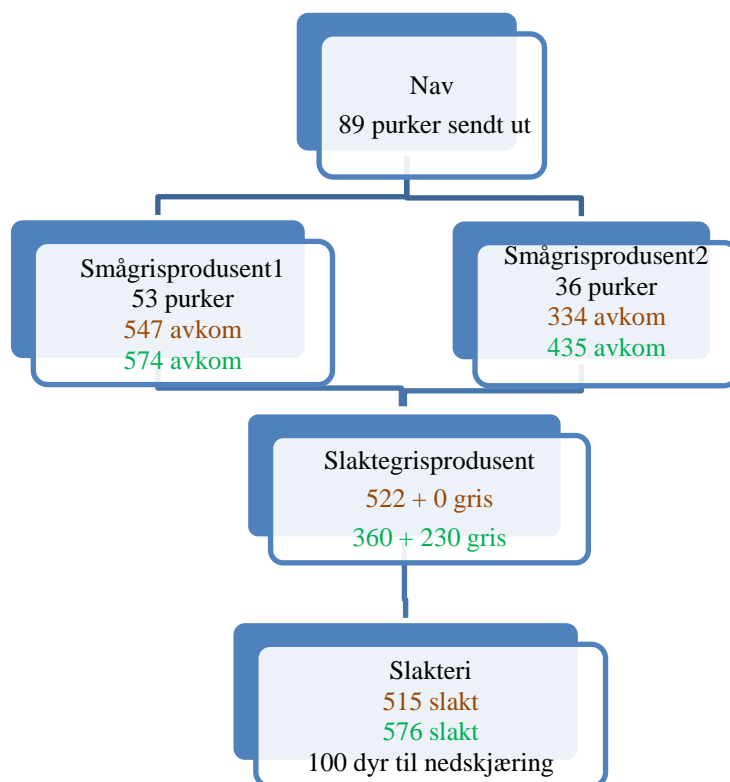 Nav
89 purker sendt ut
Smågrisprodusent1
53 purker
547 avkom
574 avkom
Smågrisprodusent2
36 purker
334 avkom
435 avkom
Slaktegrisprodusent
522 + 0 gris
360 + 230 gris
Slakteri
515 slakt
576 slakt
100 dyr til nedskjæring